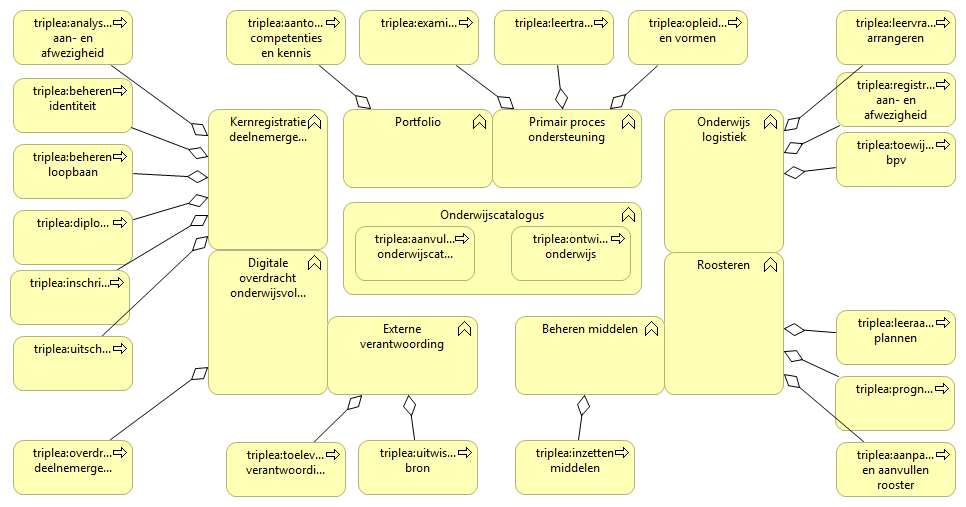 triplea:analys...
aan- en
afwezigheid
triplea:aanto...
competenties
en kennis
triplea:exami...
triplea:leertra...
triplea:opleid...
en vormen
triplea:leervra...
arrangeren
triplea:beheren
identiteit
triplea:registr...
aan- en
afwezigheid
Kernregistratie
deelnemerge...
Portfolio
Primair proces
ondersteuning
Onderwijs
logistiek
triplea:beheren
loopbaan
triplea:toewij...
bpv
triplea:diplo...
Onderwijscatalogus
triplea:aanvul...
onderwijscat...
triplea:ontwi...
onderwijs
triplea:inschri...
Digitale
overdracht
onderwijsvol...
Roosteren
triplea:uitsch...
Externe
verantwoording
Beheren middelen
triplea:leeraa...
plannen
triplea:progn...
triplea:overdr...
deelnemerge...
triplea:toelev...
verantwoordi...
triplea:uitwis...
bron
triplea:inzetten
middelen
triplea:aanpa...
en aanvullen
rooster